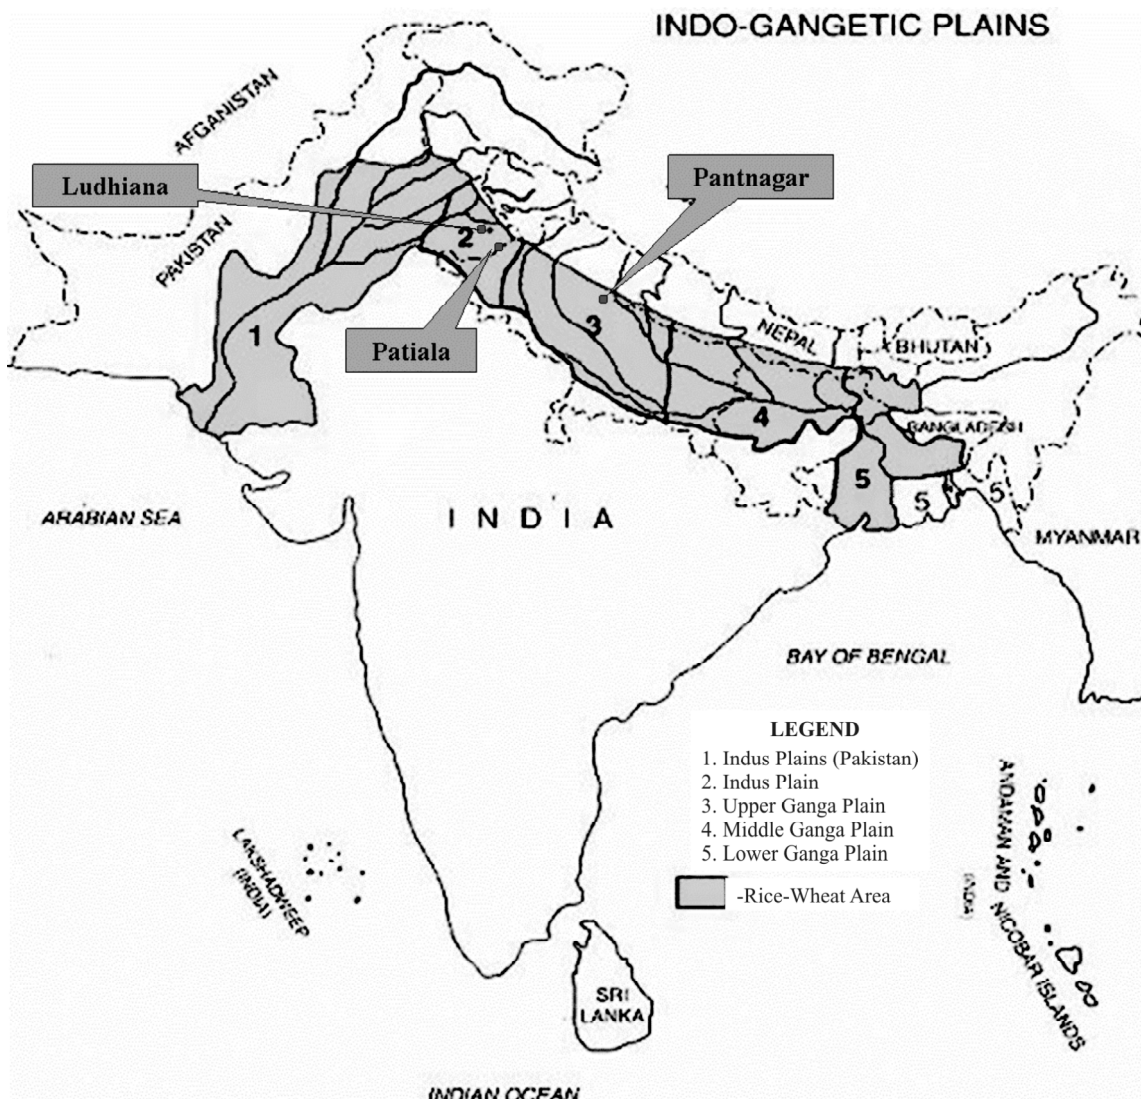 INDO-GANGETIC PLAINS
AFGANISTAN
Ludhiana
Pantnagar
PAKISTAN
2
1
3
Patiala
NEPAL
BHUTAN
4
BANGLADESH
5
5
5
ARABIAN SEA
INDIA
MYANMAR
BAY OF BENGAL
LEGEND
1. Indus Plains (Pakistan)
2. Indus Plain
3. Upper Ganga Plain
4. Middle Ganga Plain
5. Lower Ganga Plain
-Rice-Wheat Area
LAKSHADWEEP
(INDIA)
ANDAMAN AND NICOBAR ISLANDS
(INDIA)
SRI
LANKA
INDIAN OCEAN